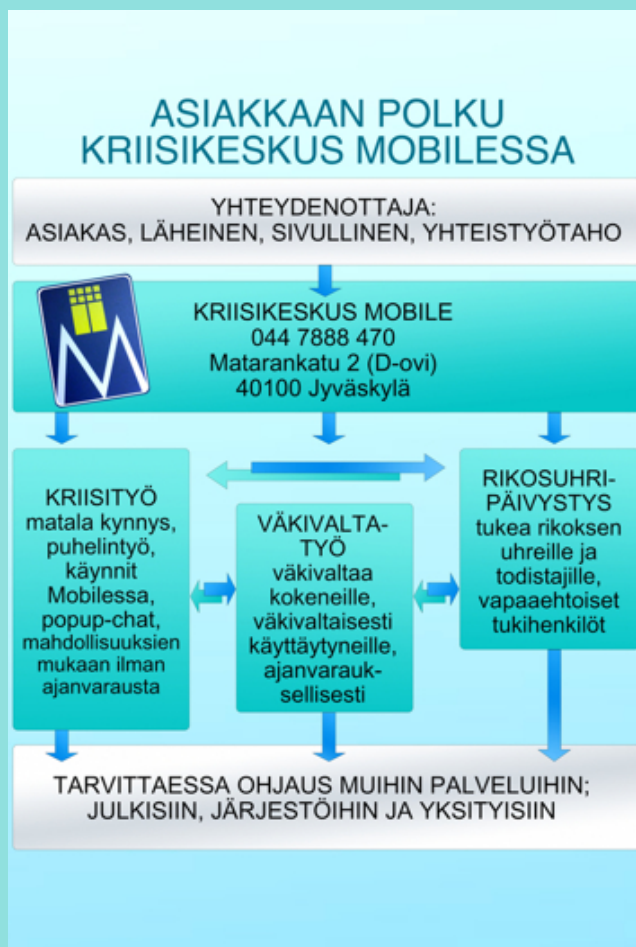 ASIAKKAAN POLKU
KRIISIKESKUS MOBILESSA
YHTEYDENOTTAJA:
ASIAKAS, LÄHEINEN, SIVULLINEN, YHTEISTYÖTAHO
M
KRIISIKESKUS MOBILE
044 7888 470
Matarankatu 2 (D-ovi)
40100 Jyväskylä
KRIISITYÖ
matala kynnys,
puhelintyö,
käynnit
Mobilessa,
popup-chat,
mahdollisuuksien
mukaan ilman
ajanvarausta
VÄKIVALTA-
TYÖ
väkivaltaa
kokeneille,
väkivaltaisesti
käyttäytyneille,
ajanvarauk-
sellisesti
RIKOSUHRI-
PÄIVYSTYS
tukea rikoksen
uhreille ja
todistajille,
vapaaehtoiset
tukihenkilöt
TARVITTAESSA OHJAUS MUIHIN PALVELUIHIN;
JULKISIIN, JÄRJESTÖIHIN JA YKSITYISIIN